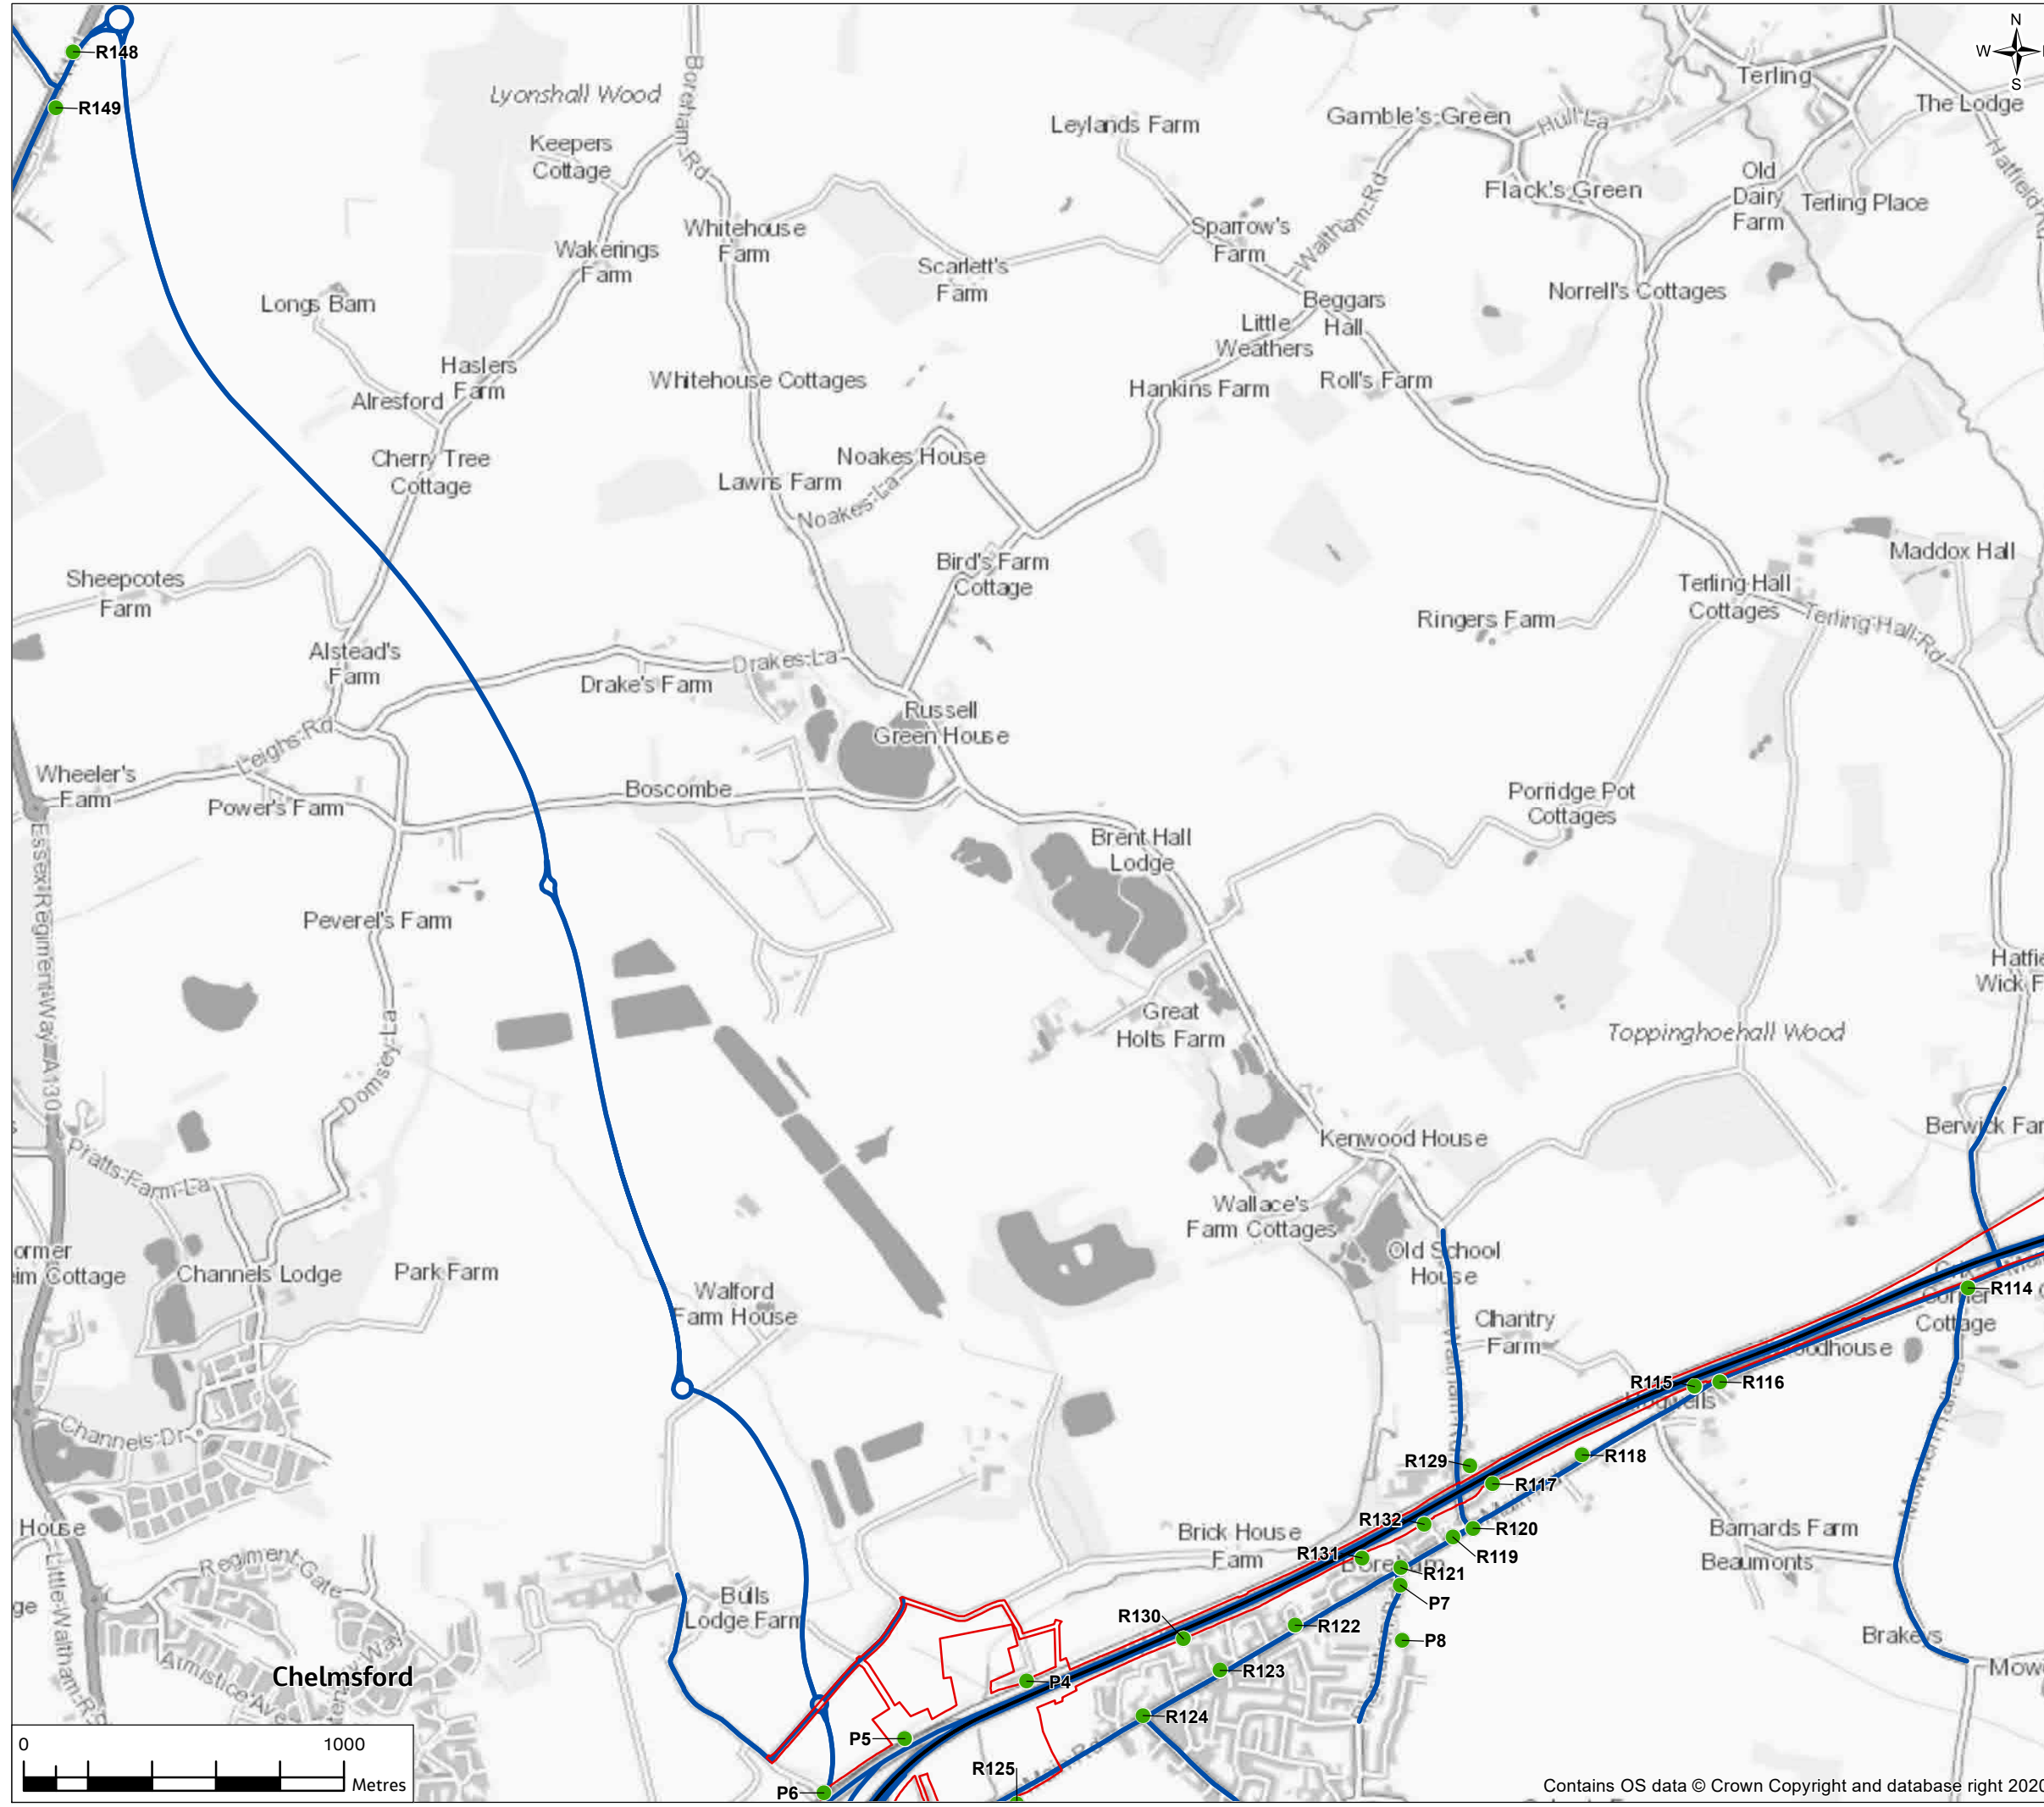 R148
R149
Lyonshall Wood
Boreham Rd
Keepers
Cottage
Leylands Farm
Gamble's Green
Hull La
Terling
The Lodge
N
W
S
Flack's Green
Old
Dairy
Farm
Terling Place
Whitehouse
Farm
Wakerings
Farm
Scarlett's
Farm
Sparrow's
Farm
Waltham Rd
Longs Barn
Beggars
Hall
Norrell's Cottages
Little
Weathers
Haslers
Farm
Alresford
Whitehouse Cottages
Hankins Farm
Roll's Farm
Cherry Tree
Cottage
Noakes House
Lawns Farm
Noakes La
Bird's Farm
Cottage
Maddox Hall
Sheepcotes
Farm
Terling Hall
Cottages
Terling Hall Rd
Ringers Farm
Alstead's
Farm
Drakes La
Drake's Farm
Russell
Green House
Leighs Rd
Wheeler's
Farm
Power's Farm
Boscombe
Porridge Pot
Cottages
Brent Hall
Lodge
Essex Regiment Way A130
Peverel's Farm
Great
Holts Farm
Toppinghoehall Wood
Domsey La
Kenwood House
Pratts Farm La
Wallace's
Farm Cottages
Old School
House
Channels Lodge
Park Farm
Walford
Farm House
Chantry
Farm
Waltham Rd
R114
Cottage
R115
R116
Channels Dr
R129
R117
R118
R132
R120
R119
R131
Boreham
R121
P7
Brick House
Farm
Barnards Farm
Beaumonts
House
Regiment Gate
Little Waltham Rd
Bulls
Lodge Farm
R130
R122
P8
Brakeys
Armistice Ave
Chelmsford
P4
R123
R124
P5
Main Rd
R125
P6
0 1000
Metres
Contains OS data © Crown Copyright and database right 2020